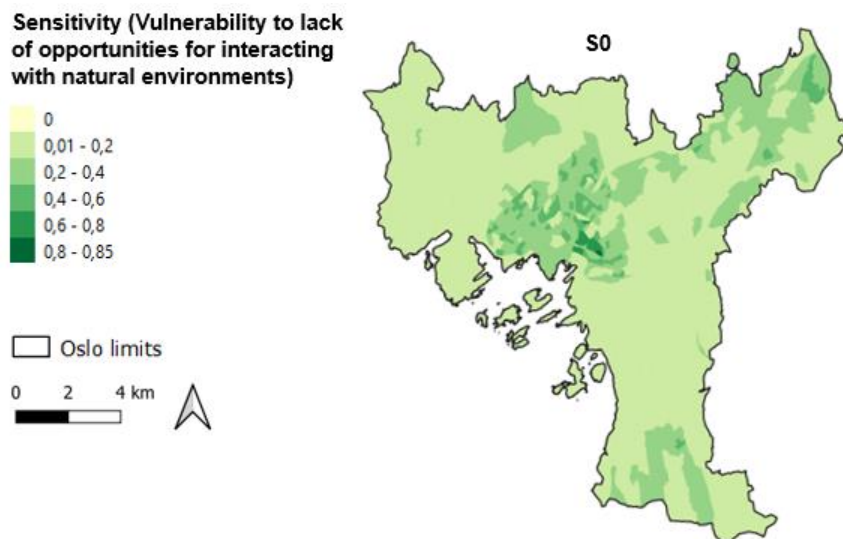 Sensitivity (Vulnerability to lack
of opportunities for interacting
with natural environments)
S0
0
0,01 - 0,2
0,2 - 0,4
0,4 - 0,6
0,6 - 0,8
0,8 - 0,85
Oslo limits
0 2 4 km